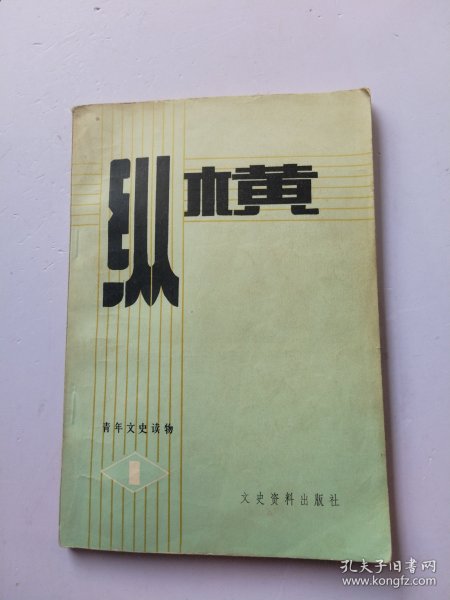 纵横
青年文史读物
1
文史资料出版社
孔夫子旧书网
www.kongfz.com